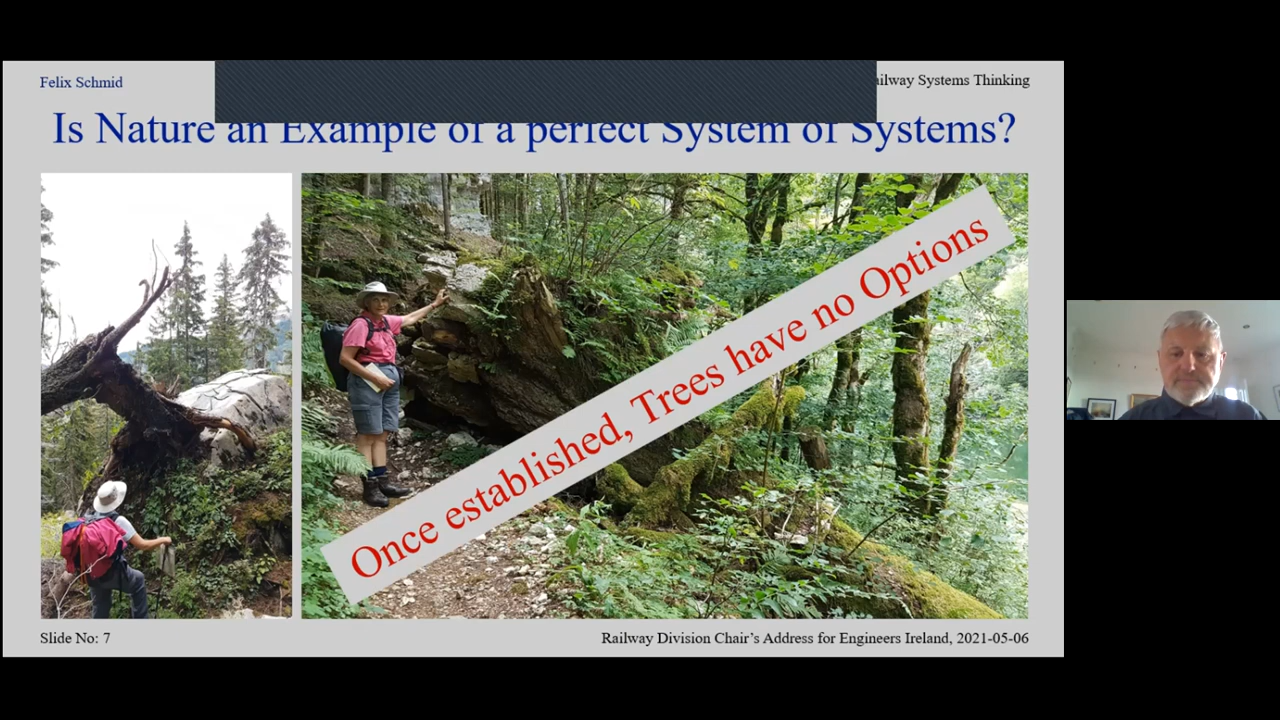 Felix Schmid
Railway Systems Thinking
Is Nature an Example of a perfect System of Systems?
Once established, Trees have no Options
Slide No: 7
Railway Division Chair's Address for Engineers Ireland, 2021-05-06